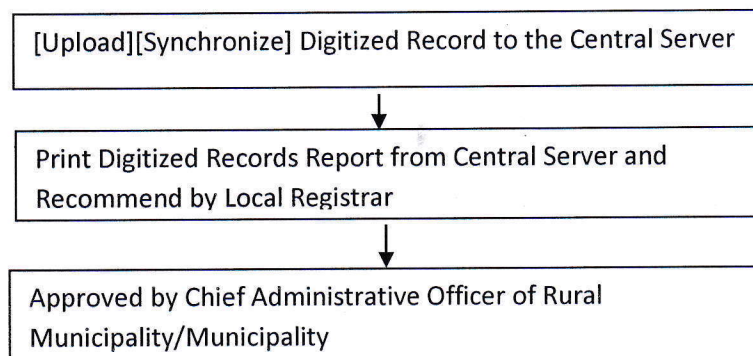 [Upload][Synchronize] Digitized Record to the Central Server
Print Digitized Records Report from Central Server and
Recommend by Local Registrar
Approved by Chief Administrative Officer of Rural
Municipality/Municipality